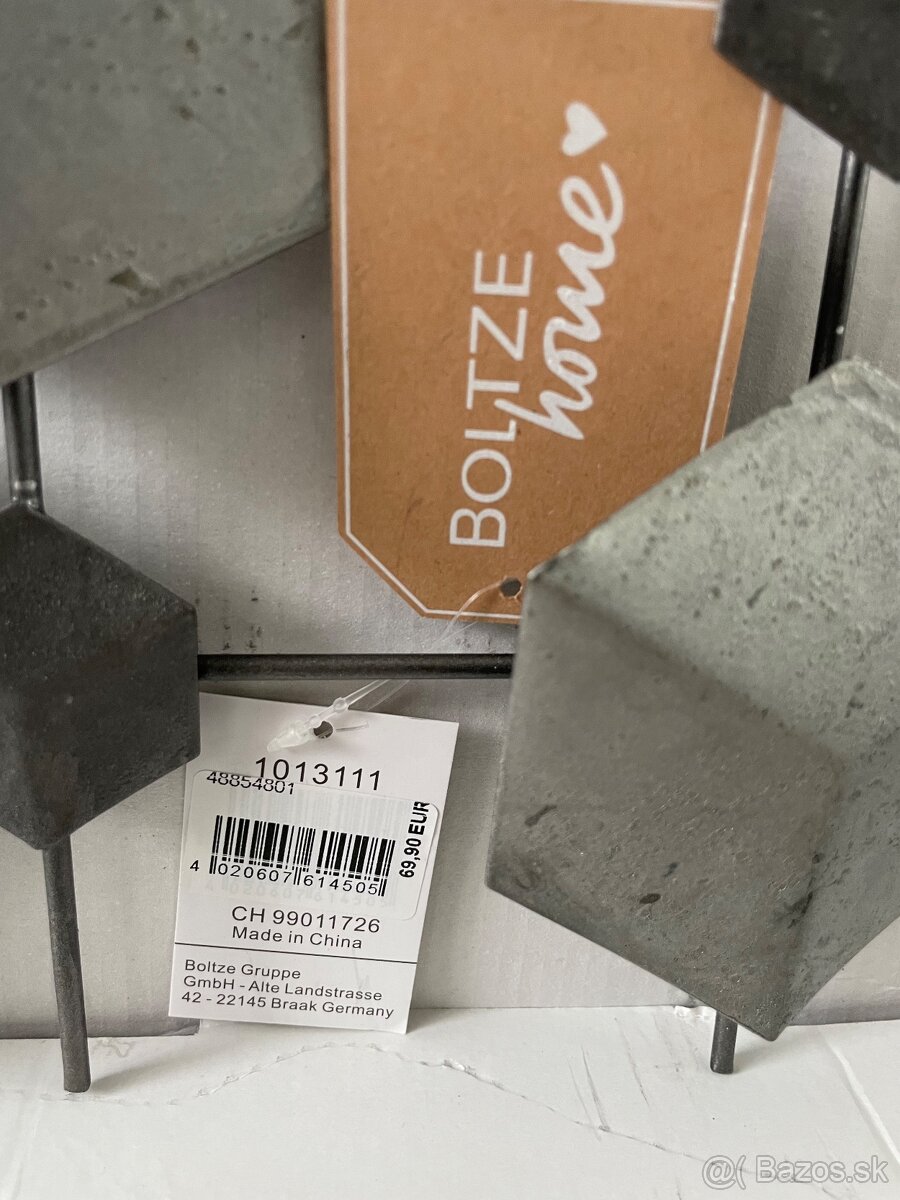 BOLTZE
home
1013111
48854801
69,90 EUR
4 020607 614505
CH 99011726
Made in China
Boltze Gruppe
GmbH - Alte Landstrasse
42 - 22145 Braak Germany
@( Bazos.sk